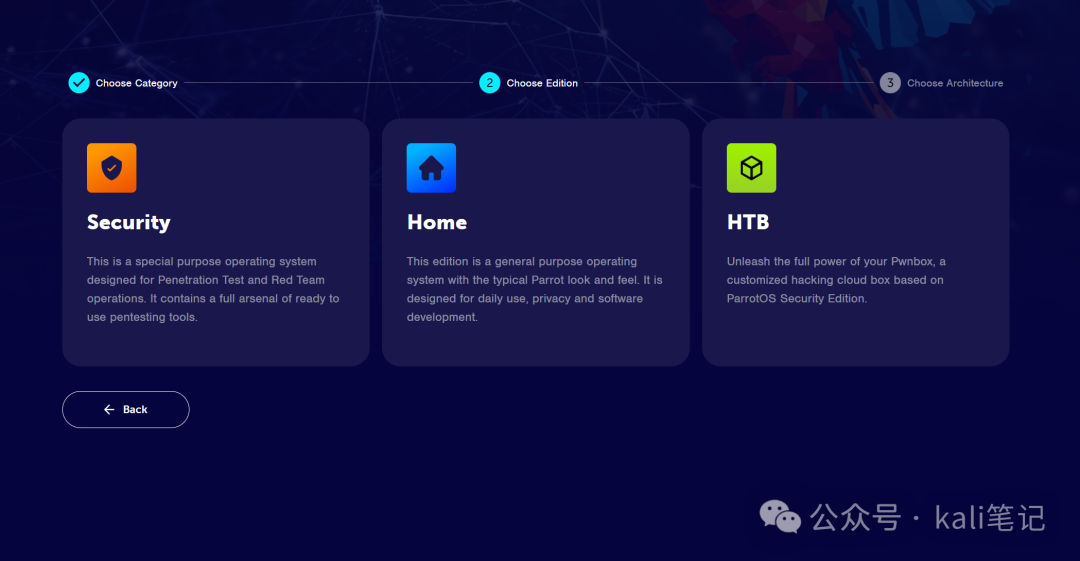 Choose Category
2 Choose Edition
3 Choose Architecture
Security
This is a special purpose operating system
designed for Penetration Test and Red Team
operations. It contains a full arsenal of ready to
use pentesting tools.
Home
This edition is a general purpose operating
system with the typical Parrot look and feel. It is
designed for daily use, privacy and software
development.
HTB
Unleash the full power of your Pwnbox, a
customized hacking cloud box based on
ParrotOS Security Edition.
Back
公众号 · kali笔记